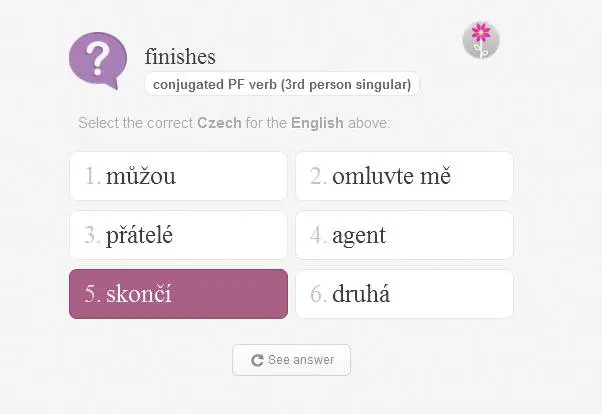 ?
finishes
conjugated PF verb (3rd person singular)
Select the correct Czech for the English above:
1. můžou
2. omluvte mě
3. přátelé
4. agent
5. skončí
6. druhá
See answer